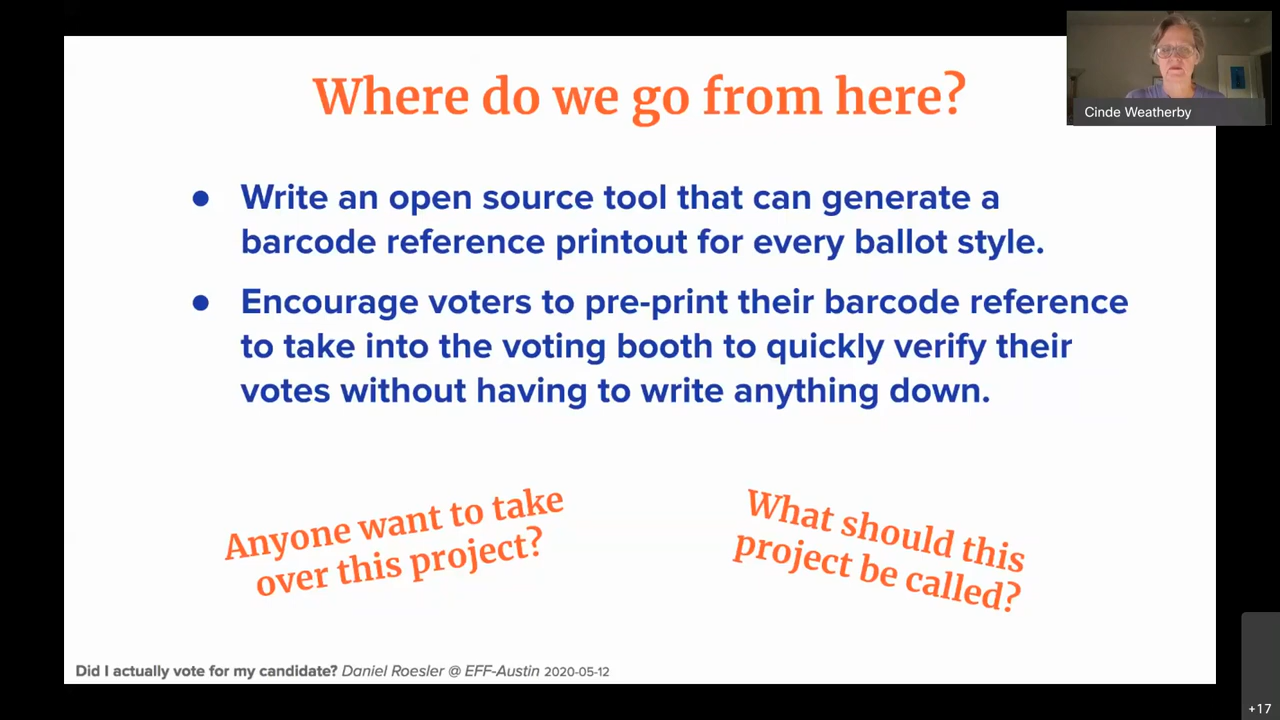 Where do we go from here?
Cinde Weatherby
● Write an open source tool that can generate a
barcode reference printout for every ballot style.
● Encourage voters to pre-print their barcode reference
to take into the voting booth to quickly verify their
votes without having to write anything down.
Anyone want to take
over this project?
What should this
project be called?
Did I actually vote for my candidate? Daniel Roesler @ EFF-Austin 2020-05-12
+17